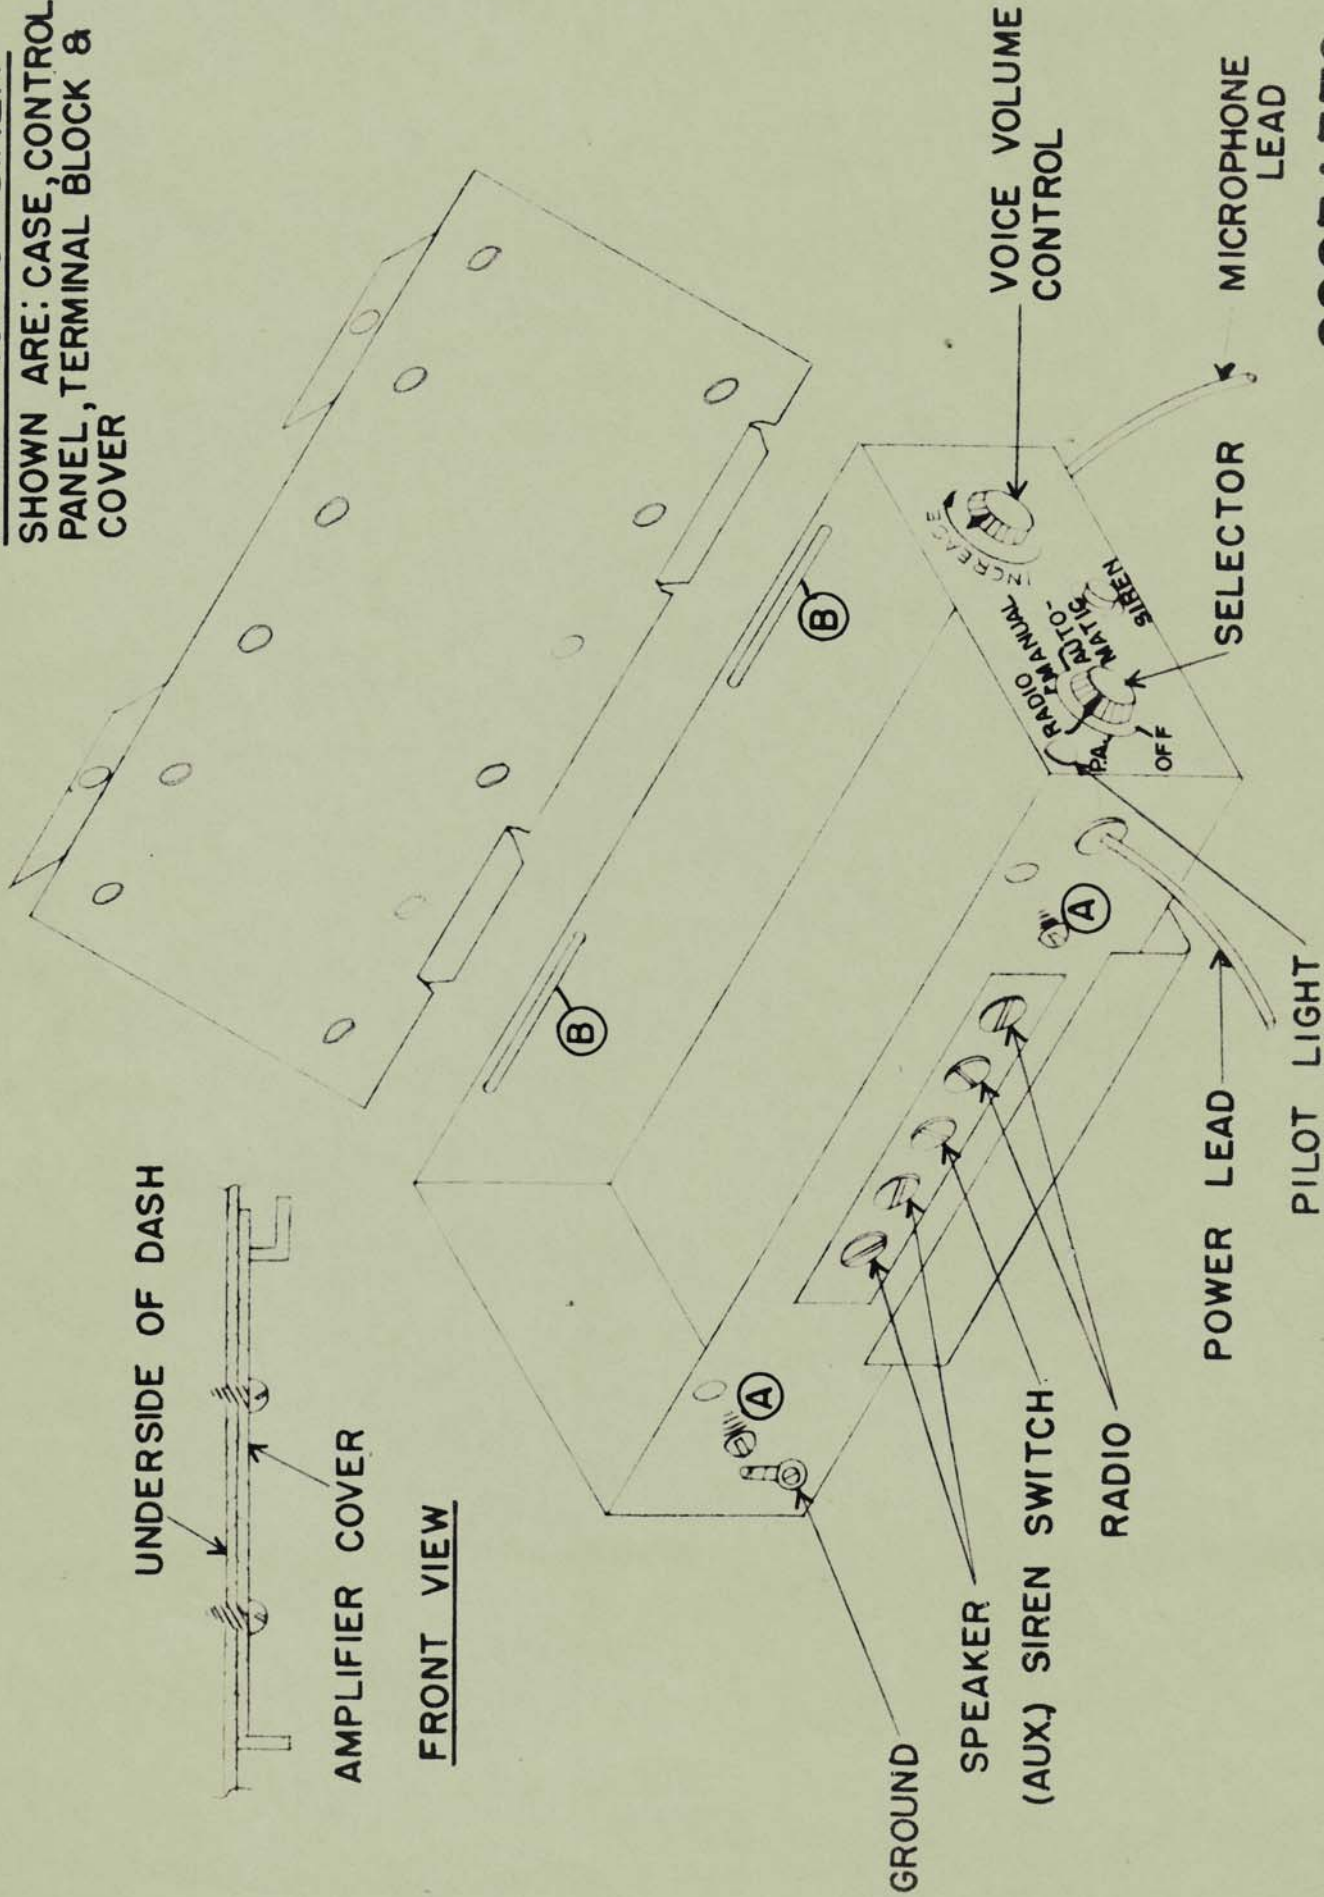 SHOWN ARE: CASE, CONTROL
PANEL, TERMINAL BLOCK &
COVER
UNDERSIDE OF DASH
AMPLIFIER COVER
FRONT VIEW
VOICE VOLUME
CONTROL
MICROPHONE
LEAD
INCREASE
RADIO
MANUAL
AUTO-
MATIC
SIREN
P.A.
OFF
SELECTOR
B
B
A
A
GROUND
SPEAKER
(AUX.) SIREN SWITCH
RADIO
POWER LEAD
PILOT LIGHT